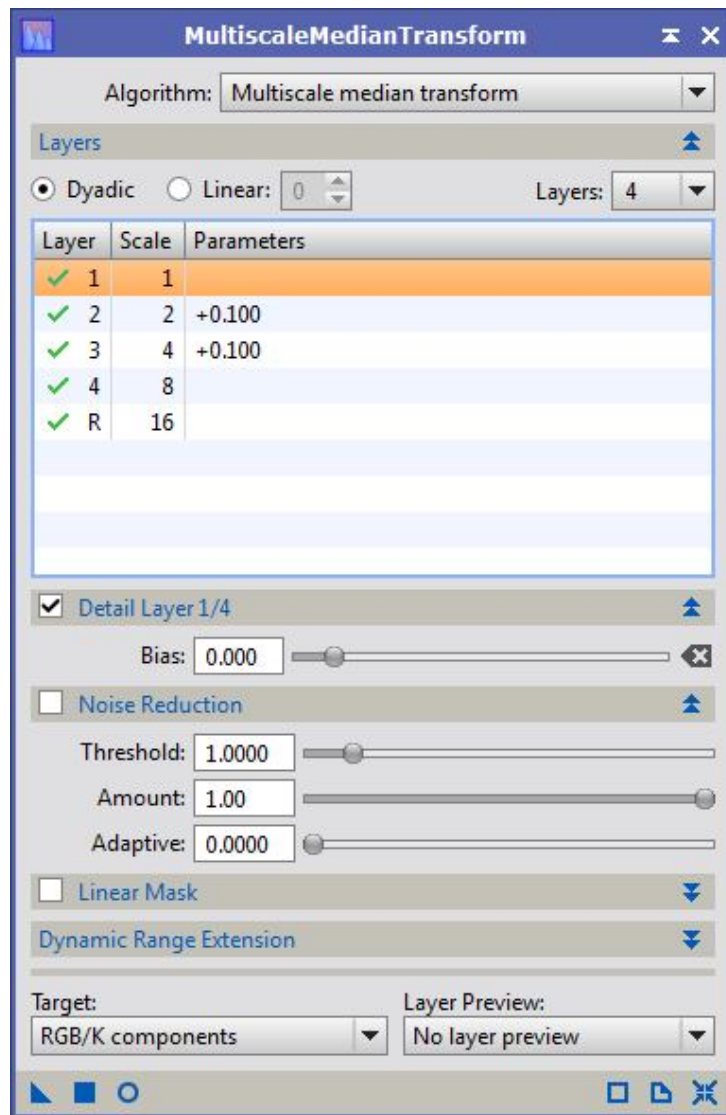 MultiscaleMedianTransform
Algorithm: Multiscale median transform
Layers
Dyadic Linear: 0 Layers: 4
Layer Scale Parameters
1 1
2 2 +0.100
3 4 +0.100
4 8
R 16
Detail Layer 1/4
Bias: 0.000
Noise Reduction
Threshold: 1.0000
Amount: 1.00
Adaptive: 0.0000
Linear Mask
Dynamic Range Extension
Target: Layer Preview:
RGB/K components No layer preview